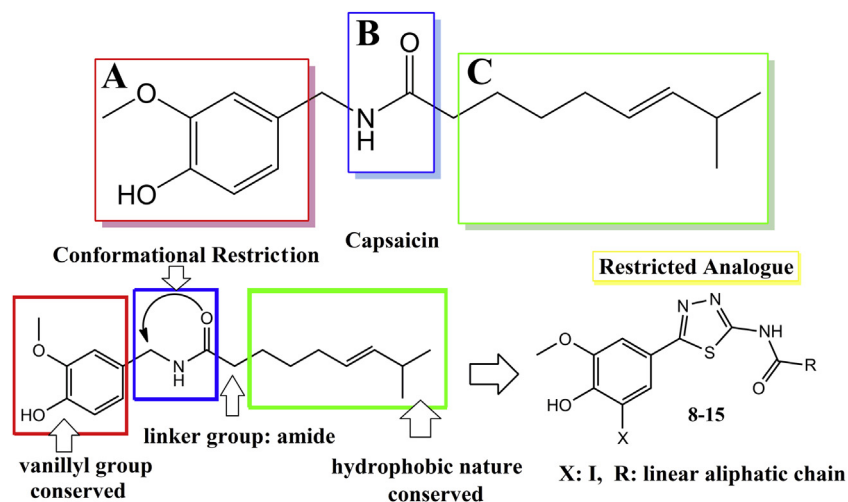 A
B
C
O
O
N
H
HO
Capsaicin
Conformational Restriction
Restricted Analogue
O
O
N
H
HO
N
N
S
NH
O
R
O
HO
X
8-15
linker group: amide
vanillyl group
conserved
hydrophobic nature
conserved
X: I, R: linear aliphatic chain